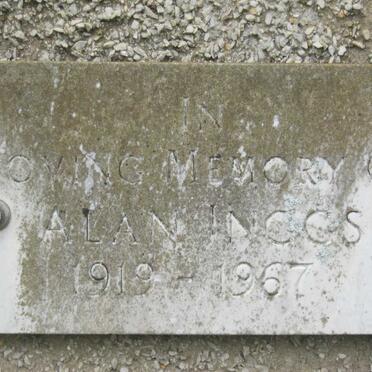 IN
OVING MEMORY O
ALAN INGGS
1919 - 1967